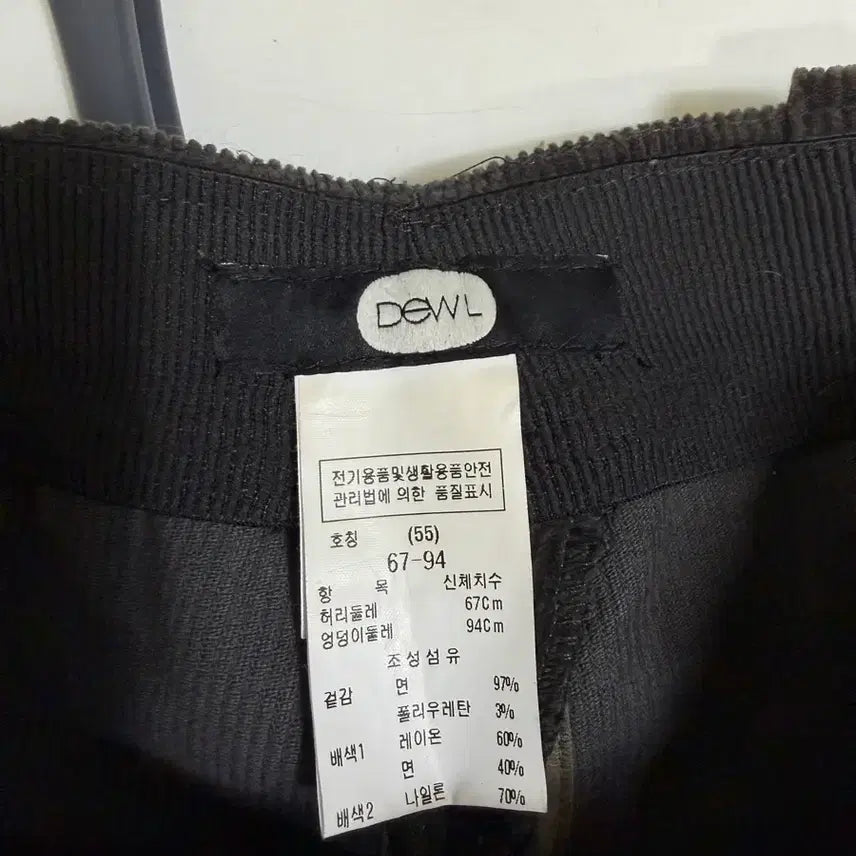 DEWL
전기용품및생활용품안전
관리법에 의한 품질표시
호칭 (55)
67-94
항 목 신체치수
허리둘레 67Cm
엉덩이둘레 94Cm
조성섬유
겉감 면 97%
폴리우레탄 3%
배색1 레이온 60%
면 40%
배색2 나일론 70%